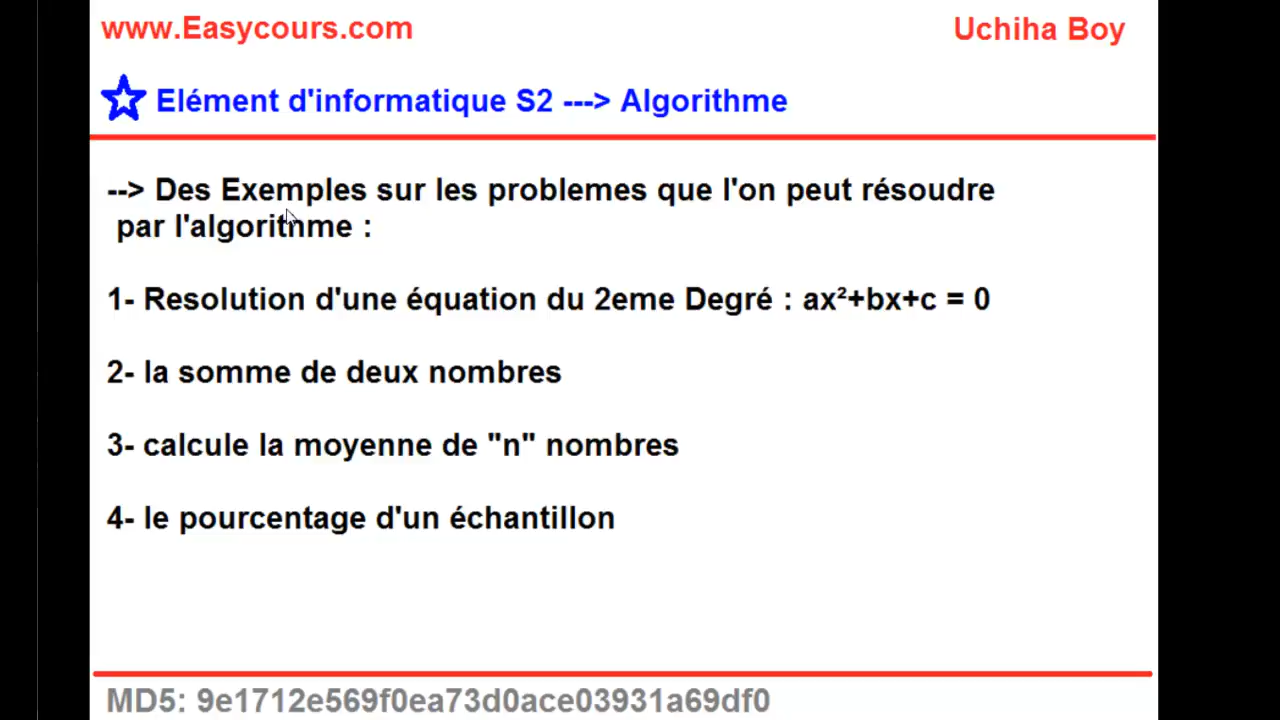 www.Easycours.com
Uchiha Boy
Elément d'informatique S2 ---> Algorithme
--> Des Exemples sur les problemes que l'on peut résoudre
par l'algorithme :
1- Resolution d'une équation du 2eme Degré : ax²+bx+c = 0
2- la somme de deux nombres
3- calcule la moyenne de "n" nombres
4- le pourcentage d'un échantillon
MD5: 9e1712e569f0ea73d0ace03931a69df0